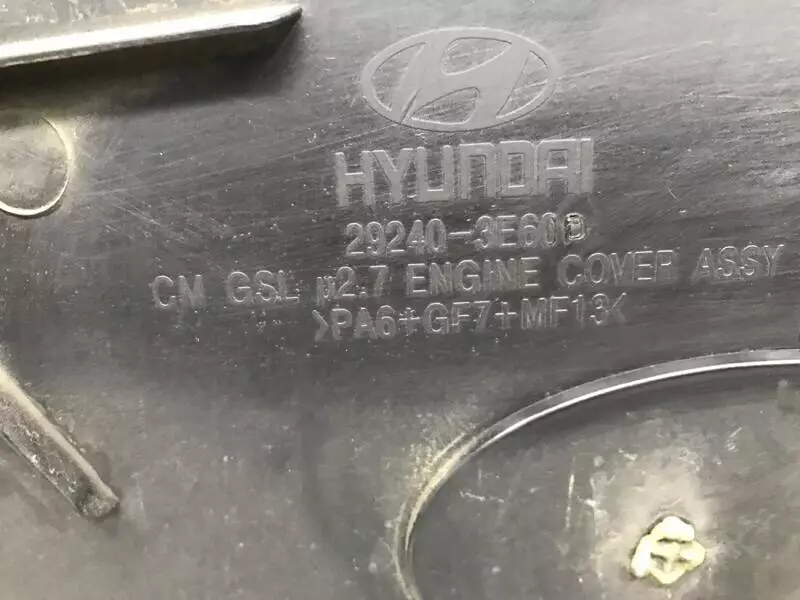 HYUNDAI
29240-3E600
CM GSL μ2.7 ENGINE COVER ASSY
>PA6+GF7+MF13<